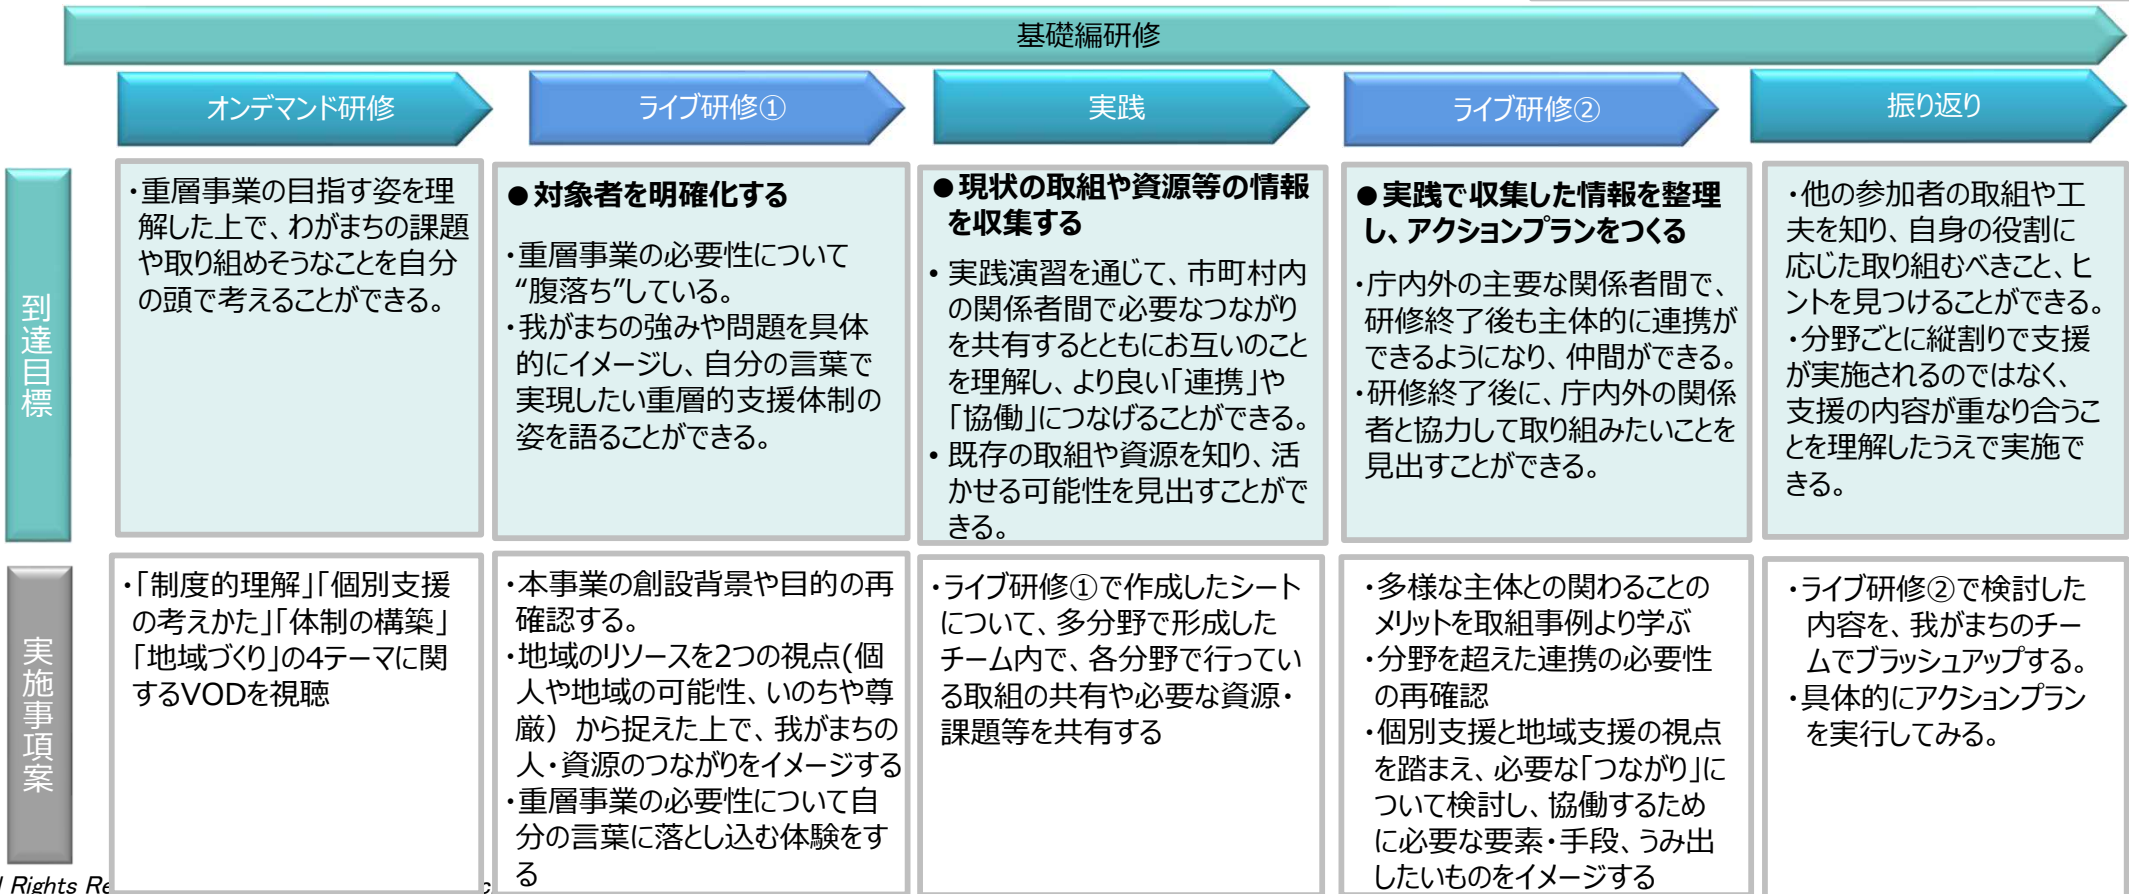 基礎編研修
オンデマンド研修
ライブ研修①
実践
ライブ研修②
振り返り
到達目標
・重層事業の目指す姿を理
解した上で、わがまちの課題
や取り組めそうなことを自分
の頭で考えることができる。
●対象者を明確化する
・重層事業の必要性について
“腹落ち”している。
・我がまちの強みや問題を具体
的にイメージし、自分の言葉で
実現したい重層的支援体制の
姿を語ることができる。
●現状の取組や資源等の情報
を収集する
• 実践演習を通じて、市町村内
の関係者間で必要なつながり
を共有するとともにお互いのこと
を理解し、より良い「連携」や
「協働」につなげることができる。
• 既存の取組や資源を知り、活
かせる可能性を見出すことがで
きる。
●実践で収集した情報を整理
し、アクションプランをつくる
・庁内外の主要な関係者間で、
研修終了後も主体的に連携が
できるようになり、仲間ができる。
・研修終了後に、庁内外の関係
者と協力して取り組みたいことを
見出すことができる。
・他の参加者の取組や工
夫を知り、自身の役割に
応じた取り組むべきこと、ヒ
ントを見つけることができる。
・分野ごとに縦割りで支援
が実施されるのではなく、
支援の内容が重なり合うこ
とを理解したうえで実施で
きる。
実施事項案
・「制度的理解」「個別支援
の考えかた」「体制の構築」
「地域づくり」の4テーマに関
するVODを視聴
・本事業の創設背景や目的の再
確認する。
・地域のリソースを2つの視点(個
人や地域の可能性、いのちや尊
厳）から捉えた上で、我がまちの
人・資源のつながりをイメージする
・重層事業の必要性について自
分の言葉に落とし込む体験をす
る
・ライブ研修①で作成したシート
について、多分野で形成した
チーム内で、各分野で行ってい
る取組の共有や必要な資源・
課題等を共有する
・多様な主体との関わることの
メリットを取組事例より学ぶ
・分野を超えた連携の必要性
の再確認
・個別支援と地域支援の視点
を踏まえ、必要な「つながり」に
ついて検討し、協働するため
に必要な要素・手段、うみ出
したいものをイメージする
・ライブ研修②で検討した
内容を、我がまちのチー
ムでブラッシュアップする。
・具体的にアクションプラン
を実行してみる。
Rights